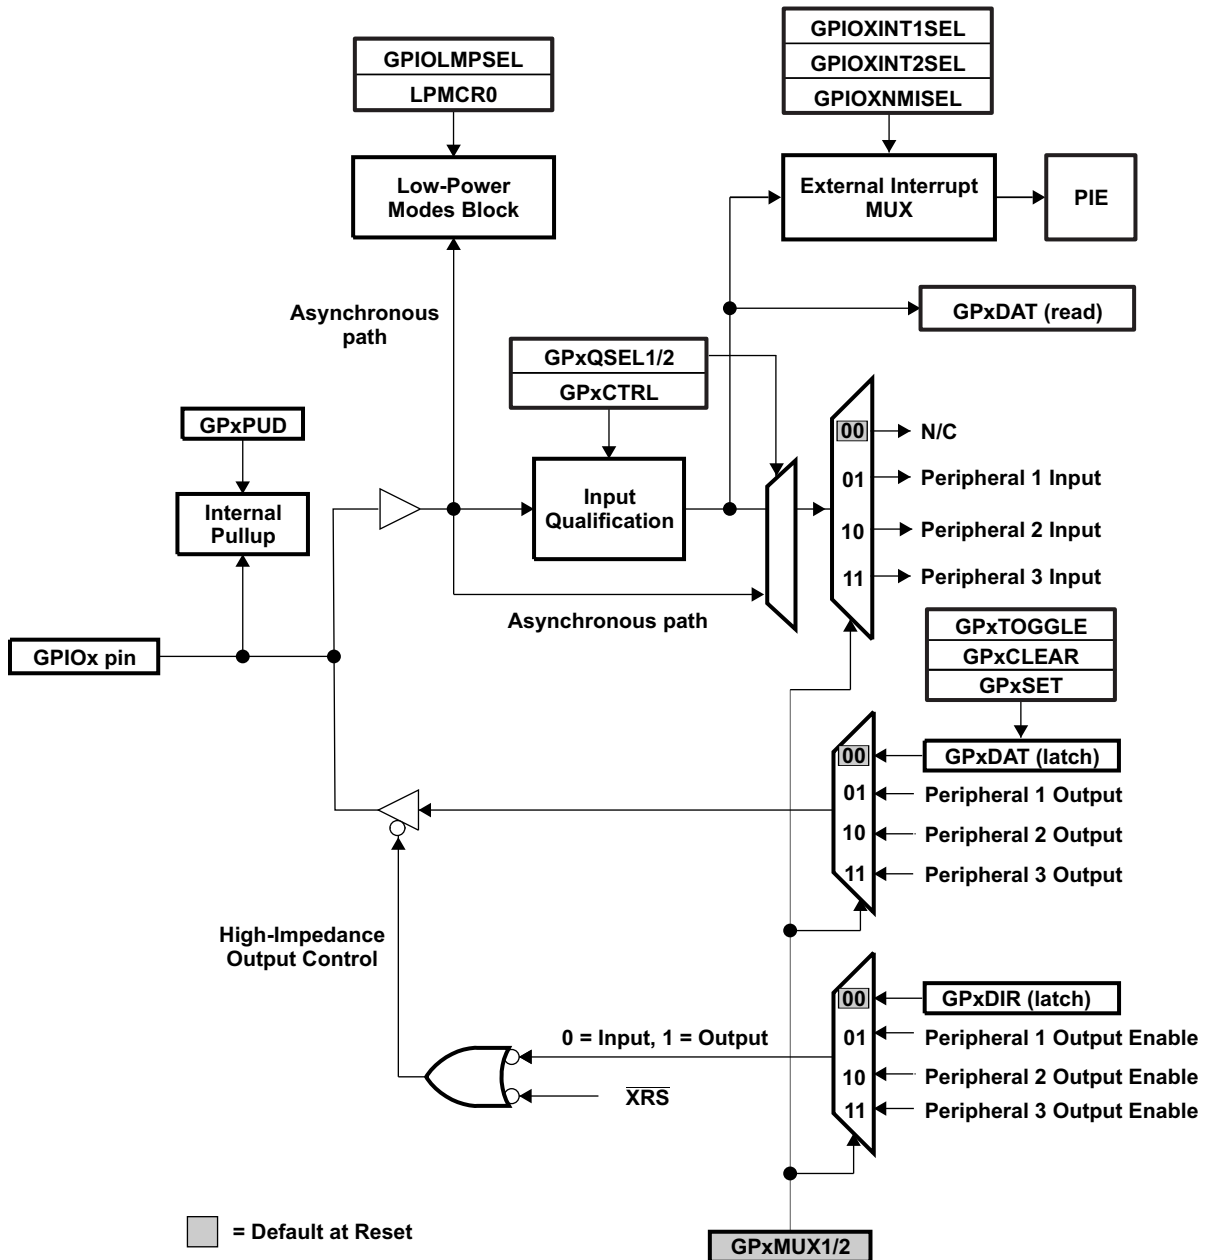 GPIOXINT1SEL
GPIOLMPSEL
GPIOXINT2SEL
LPMCR0
GPIOXNMISEL
Low-Power
Modes Block
External Interrupt
MUX
PIE
Asynchronous
path
GPxDAT (read)
GPxQSEL1/2
GPxCTRL
GPxPUD
00
N/C
01
Peripheral 1 Input
Internal
Pullup
Input
Qualification
10
Peripheral 2 Input
11
Peripheral 3 Input
Asynchronous path
GPIOx pin
GPxTOGGLE
GPxCLEAR
GPxSET
00
GPxDAT (latch)
01
Peripheral 1 Output
10
Peripheral 2 Output
11
Peripheral 3 Output
High-Impedance
Output Control
00
GPxDIR (latch)
0 = Input, 1 = Output
01
Peripheral 1 Output Enable
10
Peripheral 2 Output Enable
XRS
11
Peripheral 3 Output Enable
= Default at Reset
GPxMUX1/2